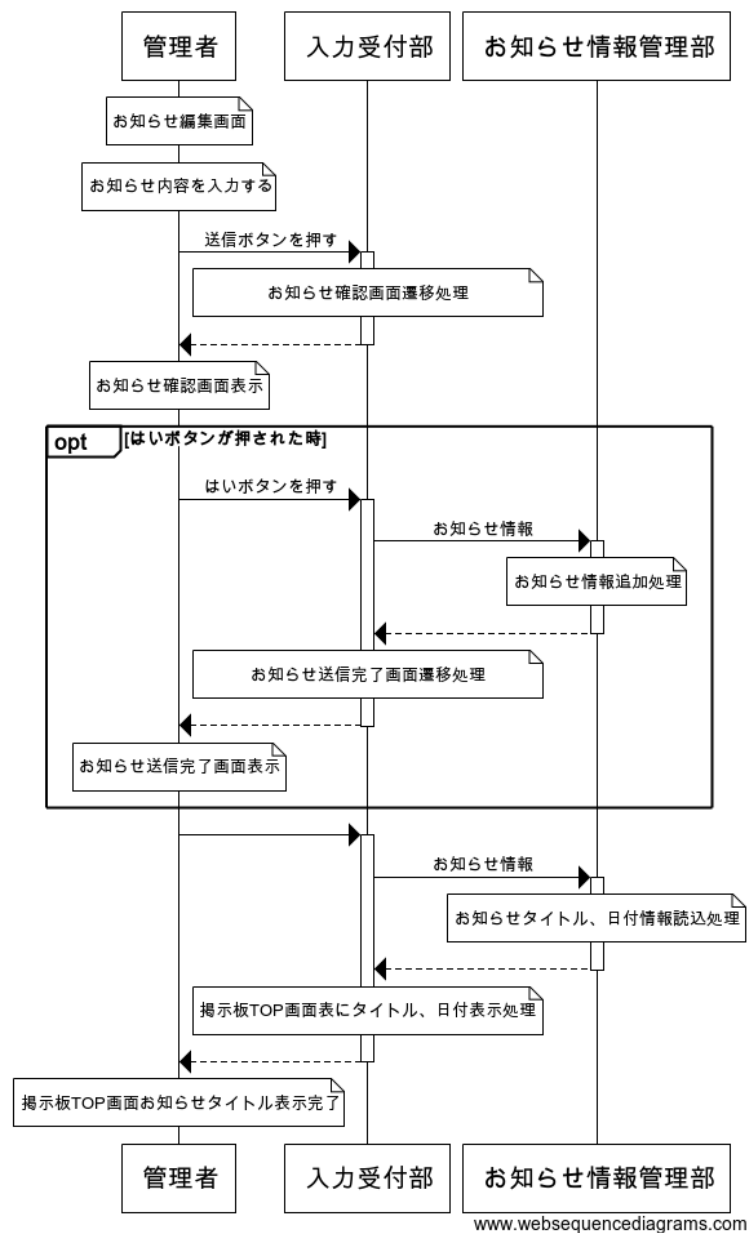 管理者
入力受付部
お知らせ情報管理部
お知らせ編集画面
お知らせ内容を入力する
送信ボタンを押す
お知らせ確認画面遷移処理
お知らせ確認画面表示
opt [はいボタンが押された時]
はいボタンを押す
お知らせ情報
お知らせ情報追加処理
お知らせ送信完了画面遷移処理
お知らせ送信完了画面表示
お知らせ情報
お知らせタイトル、日付情報読込処理
掲示板TOP画面表にタイトル、日付表示処理
掲示板TOP画面お知らせタイトル表示完了
管理者
入力受付部
お知らせ情報管理部
www.websequencediagrams.com